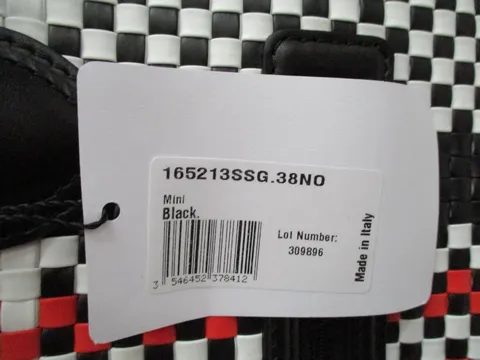 165213SSG.38NO
Mini
Black.
Lot Number:
309896
Made in Italy
3 546452 378412